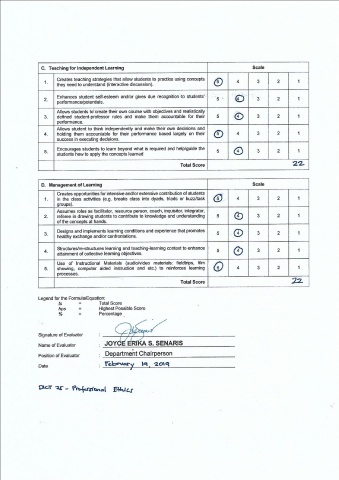 C. Teaching for Independent Learning Scale
1. Creates teaching strategies that allow students to practice using concepts they need to understand (interactive discussion). 5 4 3 2 1
2. Enhances student self-esteem and/or gives due recognition to students' performance/potentials. 5 4 3 2 1
3. Allows students to create their own course with objectives and realistically defined student-professor rules and make them accountable for their performance. 5 4 3 2 1
4. Allows student to think independently and make their own decisions and holding them accountable for their performance based largely on their success in executing decisions. 5 4 3 2 1
5. Encourages students to learn beyond what is required and help/guide the students how to apply the concepts learned 5 4 3 2 1
Total Score 22
D. Management of Learning Scale
1. Creates opportunities for intensive and/or extensive contribution of students in the class activities (e.g. breaks class into dyads, triads or buzz/task groups). 5 4 3 2 1
2. Assumes roles as facilitator, resource person, coach, inquisitor, integrator, referee in drawing students to contribute to knowledge and understanding of the concepts at hands. 5 4 3 2 1
3. Designs and implements learning conditions and experience that promotes healthy exchange and/or confrontations. 5 4 3 2 1
4. Structures/re-structures learning and teaching-learning context to enhance attainment of collective learning objectives. 5 4 3 2 1
5. Use of Instructional Materials (audio/video materials: fieldtrips, film showing, computer aided instruction and etc.) to reinforces learning processes. 5 4 3 2 1
Total Score 22
Legend for the Formula/Equation:
= Total Score
= Highest Possible Score
% = Percentage
Signature of Evaluator :
Name of Evaluator : JOYCE ERIKA S. SENARIS
Position of Evaluator : Department Chairperson
Date : February 19, 2019
75 - Professional Ethics